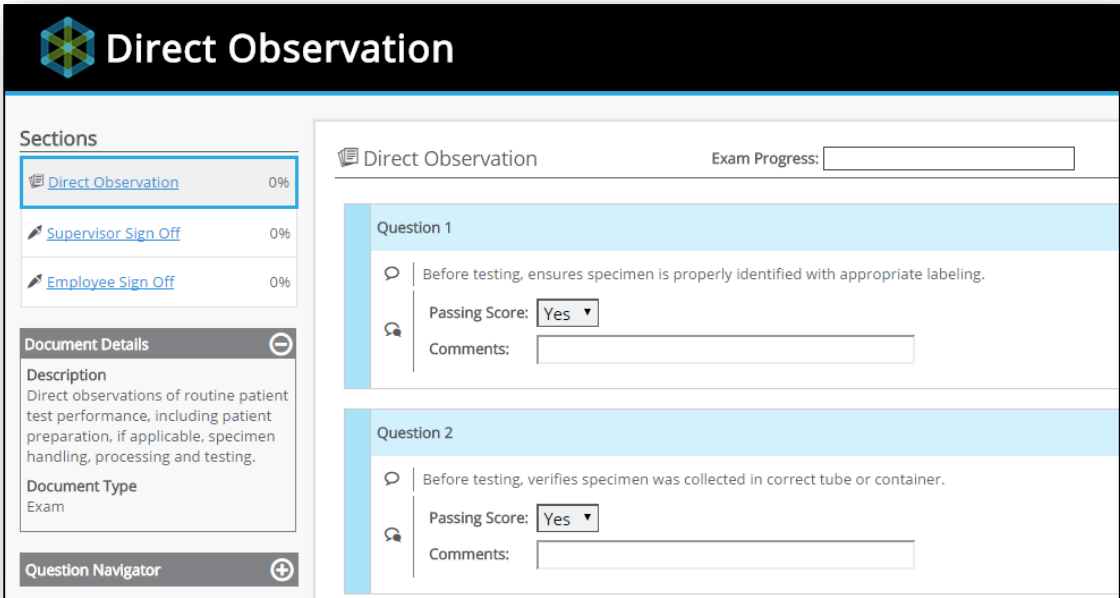 Direct Observation
Sections
Direct Observation 0%
Supervisor Sign Off 0%
Employee Sign Off 0%
Document Details
Description
Direct observations of routine patient
test performance, including patient
preparation, if applicable, specimen
handling, processing and testing.
Document Type
Exam
Question Navigator
Direct Observation Exam Progress:
Question 1
Before testing, ensures specimen is properly identified with appropriate labeling.
Passing Score: Yes
Comments:
Question 2
Before testing, verifies specimen was collected in correct tube or container.
Passing Score: Yes
Comments: